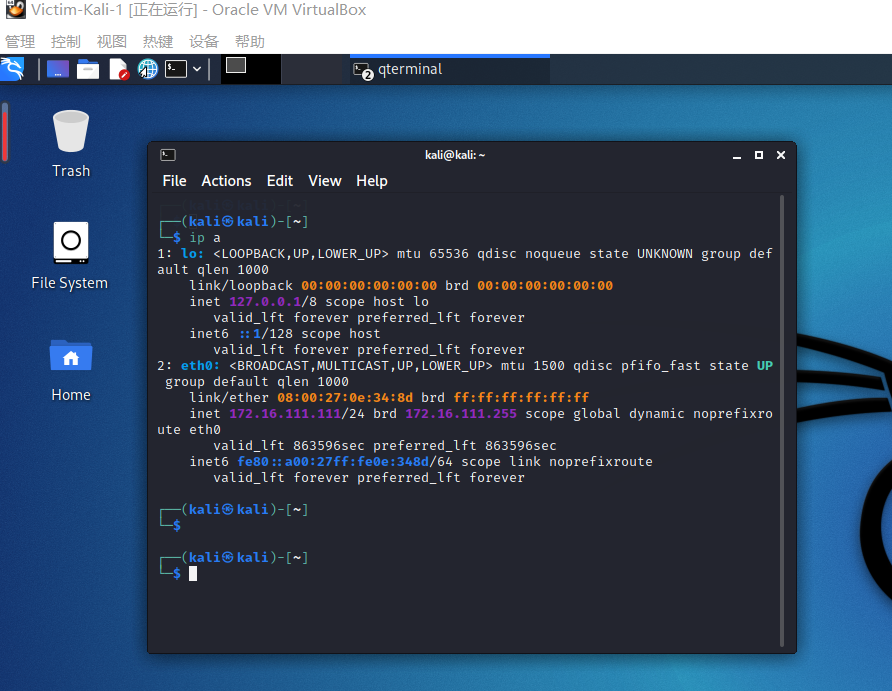 Victim-Kali-1 [正在运行] - Oracle VM VirtualBox
管理 控制 视图 热键 设备 帮助
2 qterminal
Trash
File System
Home
kali@kali: ~
File Actions Edit View Help
┌──(kali㉿kali)-[~]
└─$ ip a
1: lo: <LOOPBACK,UP,LOWER_UP> mtu 65536 qdisc noqueue state UNKNOWN group def
ault qlen 1000
    link/loopback 00:00:00:00:00:00 brd 00:00:00:00:00:00
    inet 127.0.0.1/8 scope host lo
       valid_lft forever preferred_lft forever
    inet6 ::1/128 scope host
       valid_lft forever preferred_lft forever
2: eth0: <BROADCAST,MULTICAST,UP,LOWER_UP> mtu 1500 qdisc pfifo_fast state UP
 group default qlen 1000
    link/ether 08:00:27:0e:34:8d brd ff:ff:ff:ff:ff:ff
    inet 172.16.111.111/24 brd 172.16.111.255 scope global dynamic noprefixro
ute eth0
       valid_lft 863596sec preferred_lft 863596sec
    inet6 fe80::a00:27ff:fe0e:348d/64 scope link noprefixroute
       valid_lft forever preferred_lft forever
┌──(kali㉿kali)-[~]
└─$
┌──(kali㉿kali)-[~]
└─$